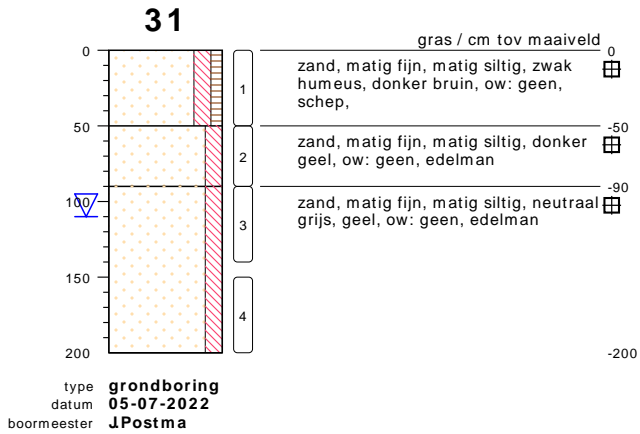 31
gras / cm tov maaiveld
0
0
zand, matig fijn, matig siltig, zwak
humeus, donker bruin, ow: geen,
schep,
1
50
-50
zand, matig fijn, matig siltig, donker
geel, ow: geen, edelman
2
-90
100
zand, matig fijn, matig siltig, neutraal
grijs, geel, ow: geen, edelman
3
150
4
200
-200
type grondboring
datum 05-07-2022
boormeester J.Postma